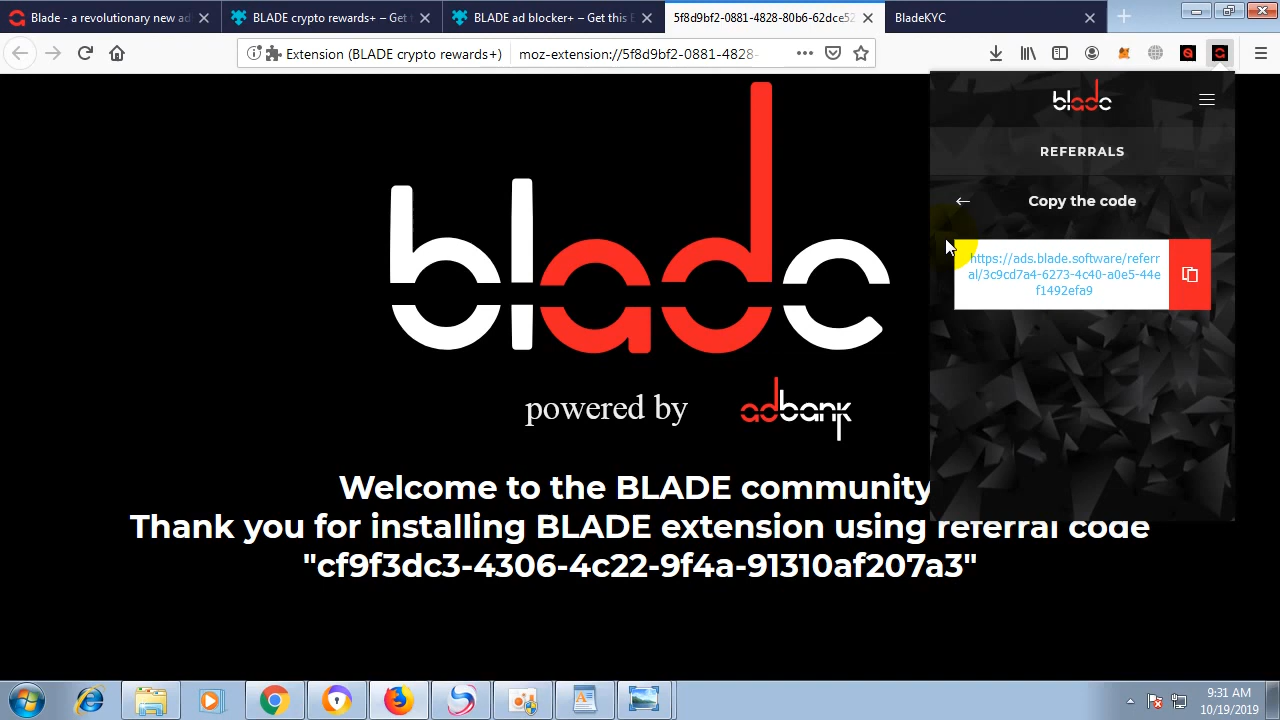 Blade - a revolutionary new ad
BLADE crypto rewards+ – Get t
BLADE ad blocker+ – Get this E
5f8d9bf2-0881-4828-80b6-62dce52
BladeKYC
Extension (BLADE crypto rewards+)
moz-extension://5f8d9bf2-0881-4828-
blade
REFERRALS
Copy the code
https://ads.blade.software/referr
al/3c9cd7a4-6273-4c40-a0e5-44e
f1492efa9
blade
powered by adbank
Welcome to the BLADE community
Thank you for installing BLADE extension using referral code
"cf9f3dc3-4306-4c22-9f4a-91310af207a3"
9:31 AM
10/19/2019